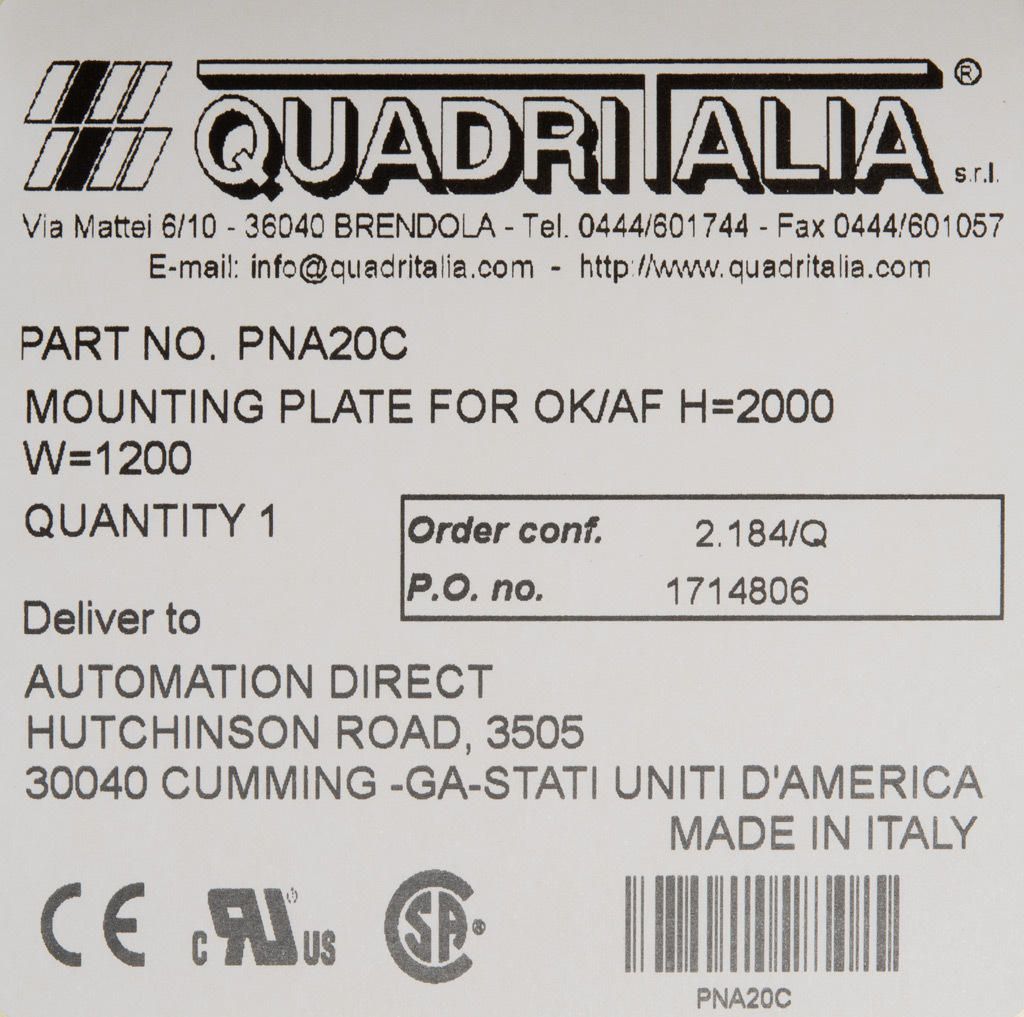 QUADRITALIA ® s.r.l.
Via Mattei 6/10 - 36040 BRENDOLA - Tel. 0444/601744 - Fax 0444/601057
E-mail: info@quadritalia.com - http://www.quadritalia.com
PART NO. PNA20C
MOUNTING PLATE FOR OK/AF H=2000
W=1200
QUANTITY 1
Order conf. 2.184/Q
P.O. no. 1714806
Deliver to
AUTOMATION DIRECT
HUTCHINSON ROAD, 3505
30040 CUMMING -GA-STATI UNITI D'AMERICA
MADE IN ITALY
CE c RU ® US SA ®
PNA20C